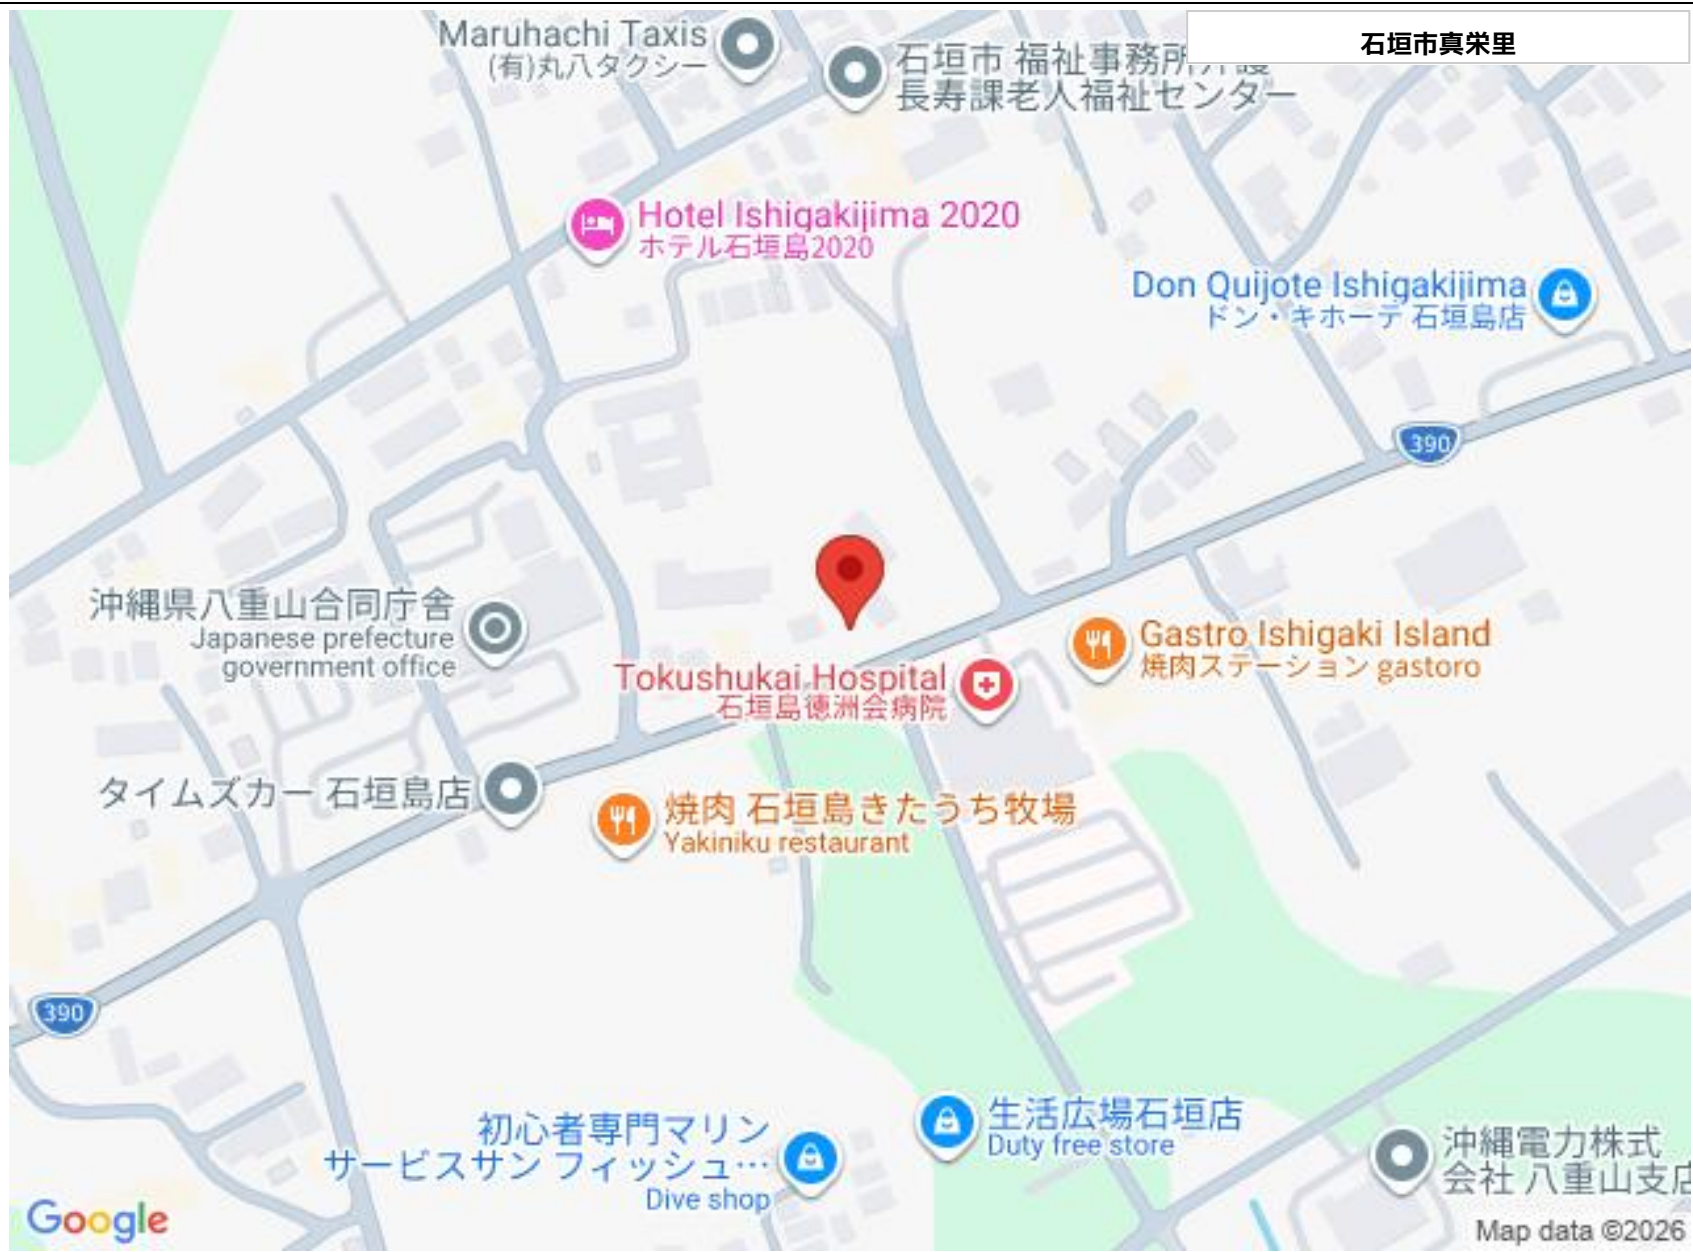 石垣市真栄里
Maruhachi Taxis
(有)丸八タクシー
石垣市 福祉事務所介護
長寿課老人福祉センター
Hotel Ishigakijima 2020
ホテル石垣島2020
Don Quijote Ishigakijima
ドン・キホーテ 石垣島店
390
沖縄県八重山合同庁舎
Japanese prefecture
government office
Gastro Ishigaki Island
焼肉ステーション gastoro
Tokushukai Hospital
石垣島徳洲会病院
タイムズカー 石垣島店
焼肉 石垣島きたうち牧場
Yakiniku restaurant
390
生活広場石垣店
Duty free store
初心者専門マリン
サービスサン フィッシュ…
Dive shop
沖縄電力株式
会社 八重山支店
Google
Map data ©2026